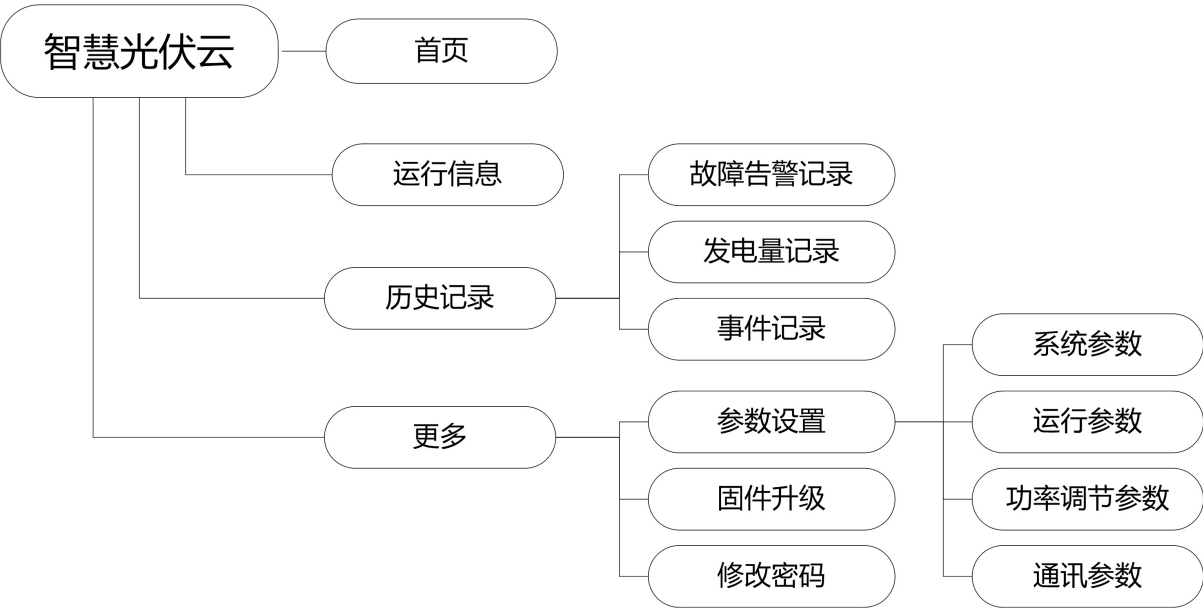 智慧光伏云
首页
运行信息
历史记录
故障告警记录
发电量记录
事件记录
更多
参数设置
固件升级
修改密码
系统参数
运行参数
功率调节参数
通讯参数